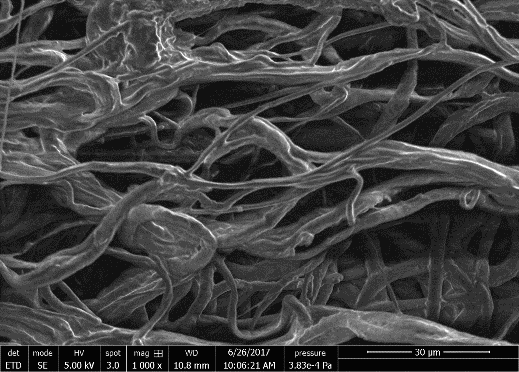 det mode HV spot mag ⊞ WD 6/26/2017 pressure 30 µm
ETD SE 5.00 kV 3.0 1 000 x 10.8 mm 10:06:21 AM 3.83e-4 Pa